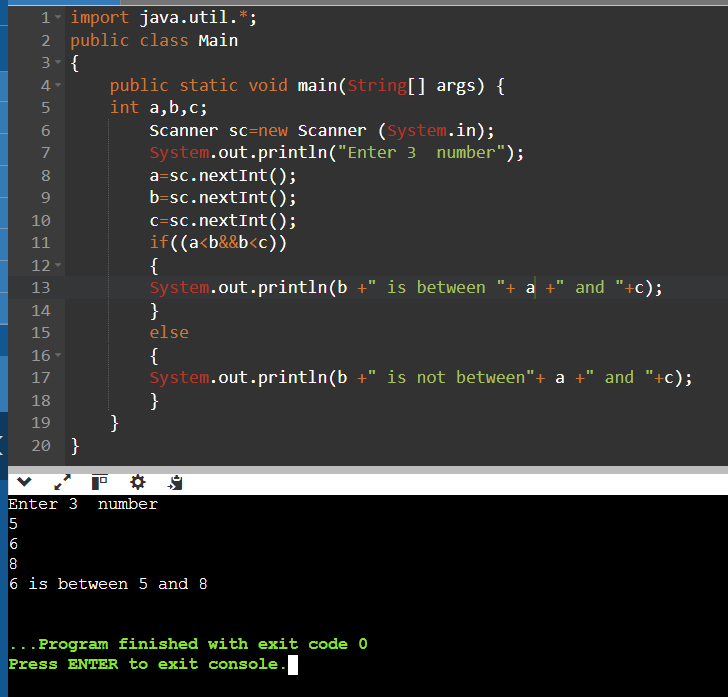 1 import java.util.*;
2 public class Main
3 {
4 public static void main(String[] args) {
5 int a,b,c;
6 Scanner sc=new Scanner (System.in);
7 System.out.println("Enter 3  number");
8 a=sc.nextInt();
9 b=sc.nextInt();
10 c=sc.nextInt();
11 if((a<b&&b<c))
12 {
13 System.out.println(b +" is between "+ a +" and "+c);
14 }
15 else
16 {
17 System.out.println(b +" is not between"+ a +" and "+c);
18 }
19 }
20 }
Enter 3  number
5
6
8
6 is between 5 and 8
...Program finished with exit code 0
Press ENTER to exit console.